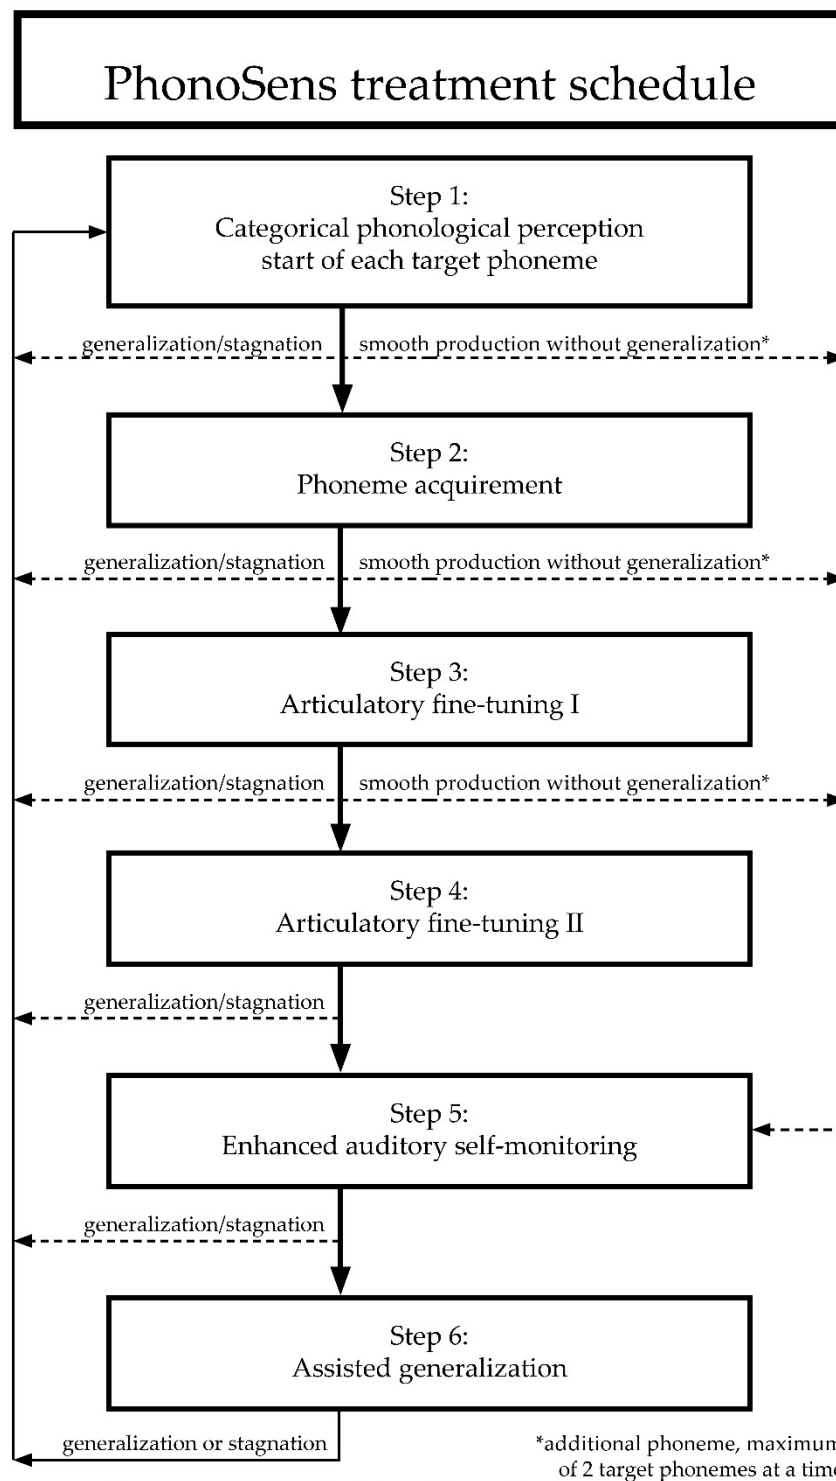 PhonoSens treatment schedule
Step 1:
Categorical phonological perception
start of each target phoneme
generalization/stagnation smooth production without generalization*
Step 2:
Phoneme acquirement
generalization/stagnation smooth production without generalization*
Step 3:
Articulatory fine-tuning I
generalization/stagnation smooth production without generalization*
Step 4:
Articulatory fine-tuning II
generalization/stagnation
Step 5:
Enhanced auditory self-monitoring
generalization/stagnation
Step 6:
Assisted generalization
generalization or stagnation
*additional phoneme, maximum
of 2 target phonemes at a time